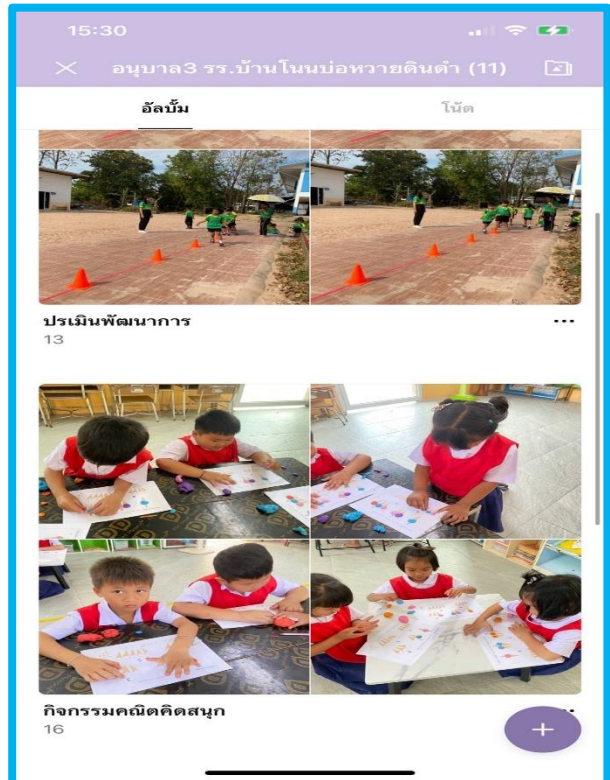 15:30
อนุบาล3 รร.บ้านโนนบ่อหวายดินดำ (11)
อัลบั้ม
โน้ต
ปรเมินพัฒนาการ
13
กิจกรรมคณิตคิดสนุก
16